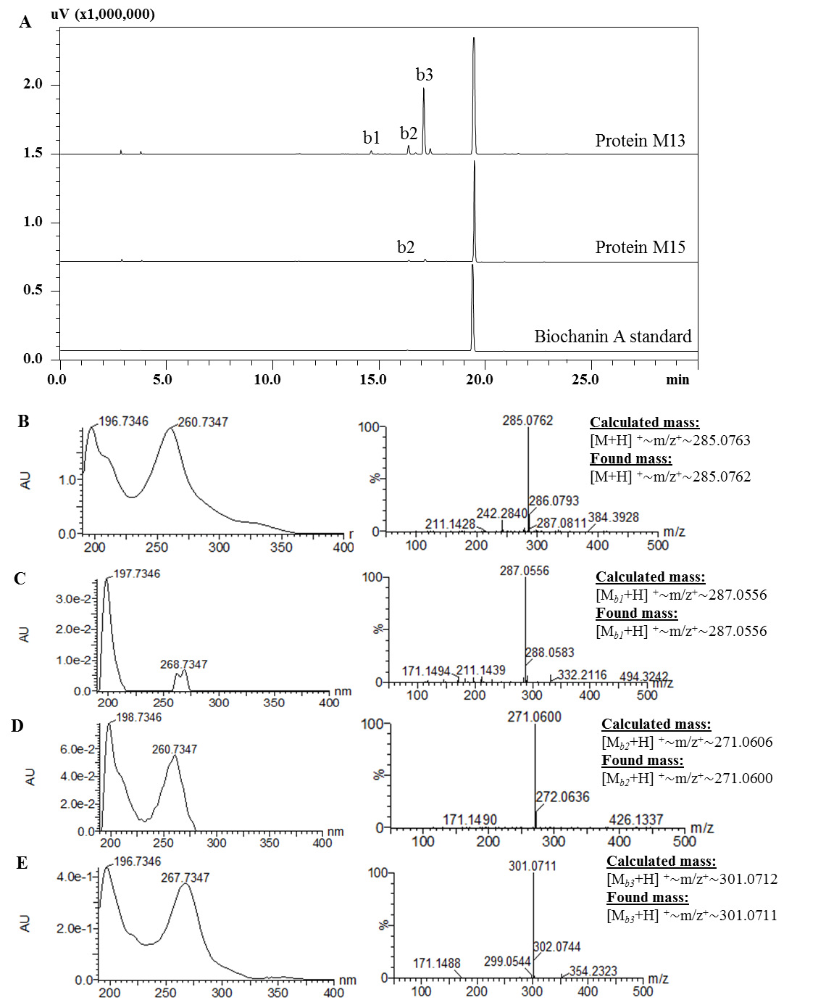 A
uV (x1,000,000)
2.0
1.5
1.0
0.5
0.0
b1
b2
b3
Protein M13
b2
Protein M15
Biochanin A standard
0.0 5.0 10.0 15.0 20.0 25.0 min
B
196.7346
260.7347
AU
1.0
0.0
200 250 300 350 400
100
%
0
285.0762
286.0793
242.2840
211.1428
287.0811
384.3928
100 200 300 400 500 m/z
Calculated mass:
[M+H] +~m/z+~285.0763
Found mass:
[M+H] +~m/z+~285.0762
C
197.7346
268.7347
AU
3.0e-2
2.0e-2
1.0e-2
0.0
200 250 300 350 400 nm
100
%
0
287.0556
288.0583
171.1494
211.1439
332.2116
494.3242
100 200 300 400 500 m/z
Calculated mass:
[Mb1+H] +~m/z+~287.0556
Found mass:
[Mb1+H] +~m/z+~287.0556
D
198.7346
260.7347
AU
6.0e-2
4.0e-2
2.0e-2
0.0
200 250 300 350 400 nm
100
%
0
271.0600
272.0636
171.1490
426.1337
100 200 300 400 500 m/z
Calculated mass:
[Mb2+H] +~m/z+~271.0606
Found mass:
[Mb2+H] +~m/z+~271.0600
E
196.7346
267.7347
AU
4.0e-1
2.0e-1
0.0
200 250 300 350 400 nm
100
%
0
301.0711
302.0744
299.0544
171.1488
354.2323
100 200 300 400 500 m/z
Calculated mass:
[Mb3+H] +~m/z+~301.0712
Found mass:
[Mb3+H] +~m/z+~301.0711